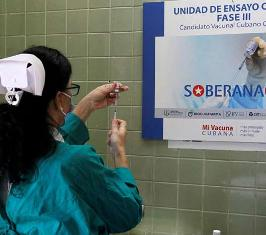 UNIDAD DE ENSAYO C
FASE III
Candidato Vacunal Cubano C
SOBERANA
Mi Vacuna
CUBANA